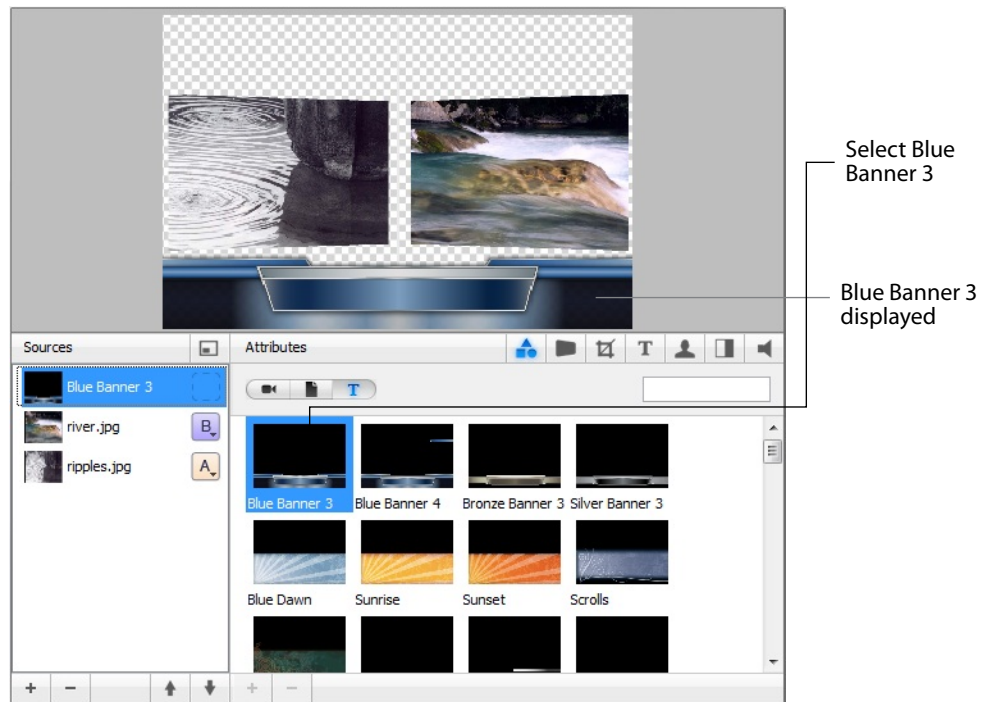 Select Blue
Banner 3
Blue Banner 3
displayed
Sources
Attributes
T
Blue Banner 3
river.jpg
B
ripples.jpg
A
T
Blue Banner 3
Blue Banner 4
Bronze Banner 3
Silver Banner 3
Blue Dawn
Sunrise
Sunset
Scrolls